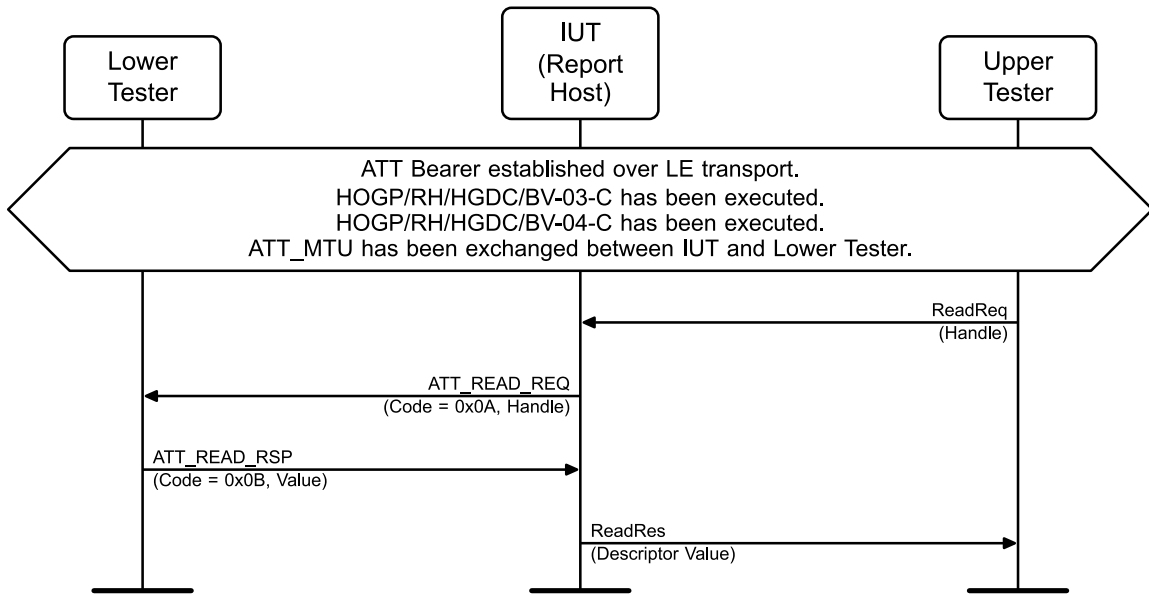 Lower
Tester
IUT
(Report
Host)
Upper
Tester
ATT Bearer established over LE transport.
HOGP/RH/HGDC/BV-03-C has been executed.
HOGP/RH/HGDC/BV-04-C has been executed.
ATT_MTU has been exchanged between IUT and Lower Tester.
ReadReq
(Handle)
ATT_READ_REQ
(Code = 0x0A, Handle)
ATT_READ_RSP
(Code = 0x0B, Value)
ReadRes
(Descriptor Value)